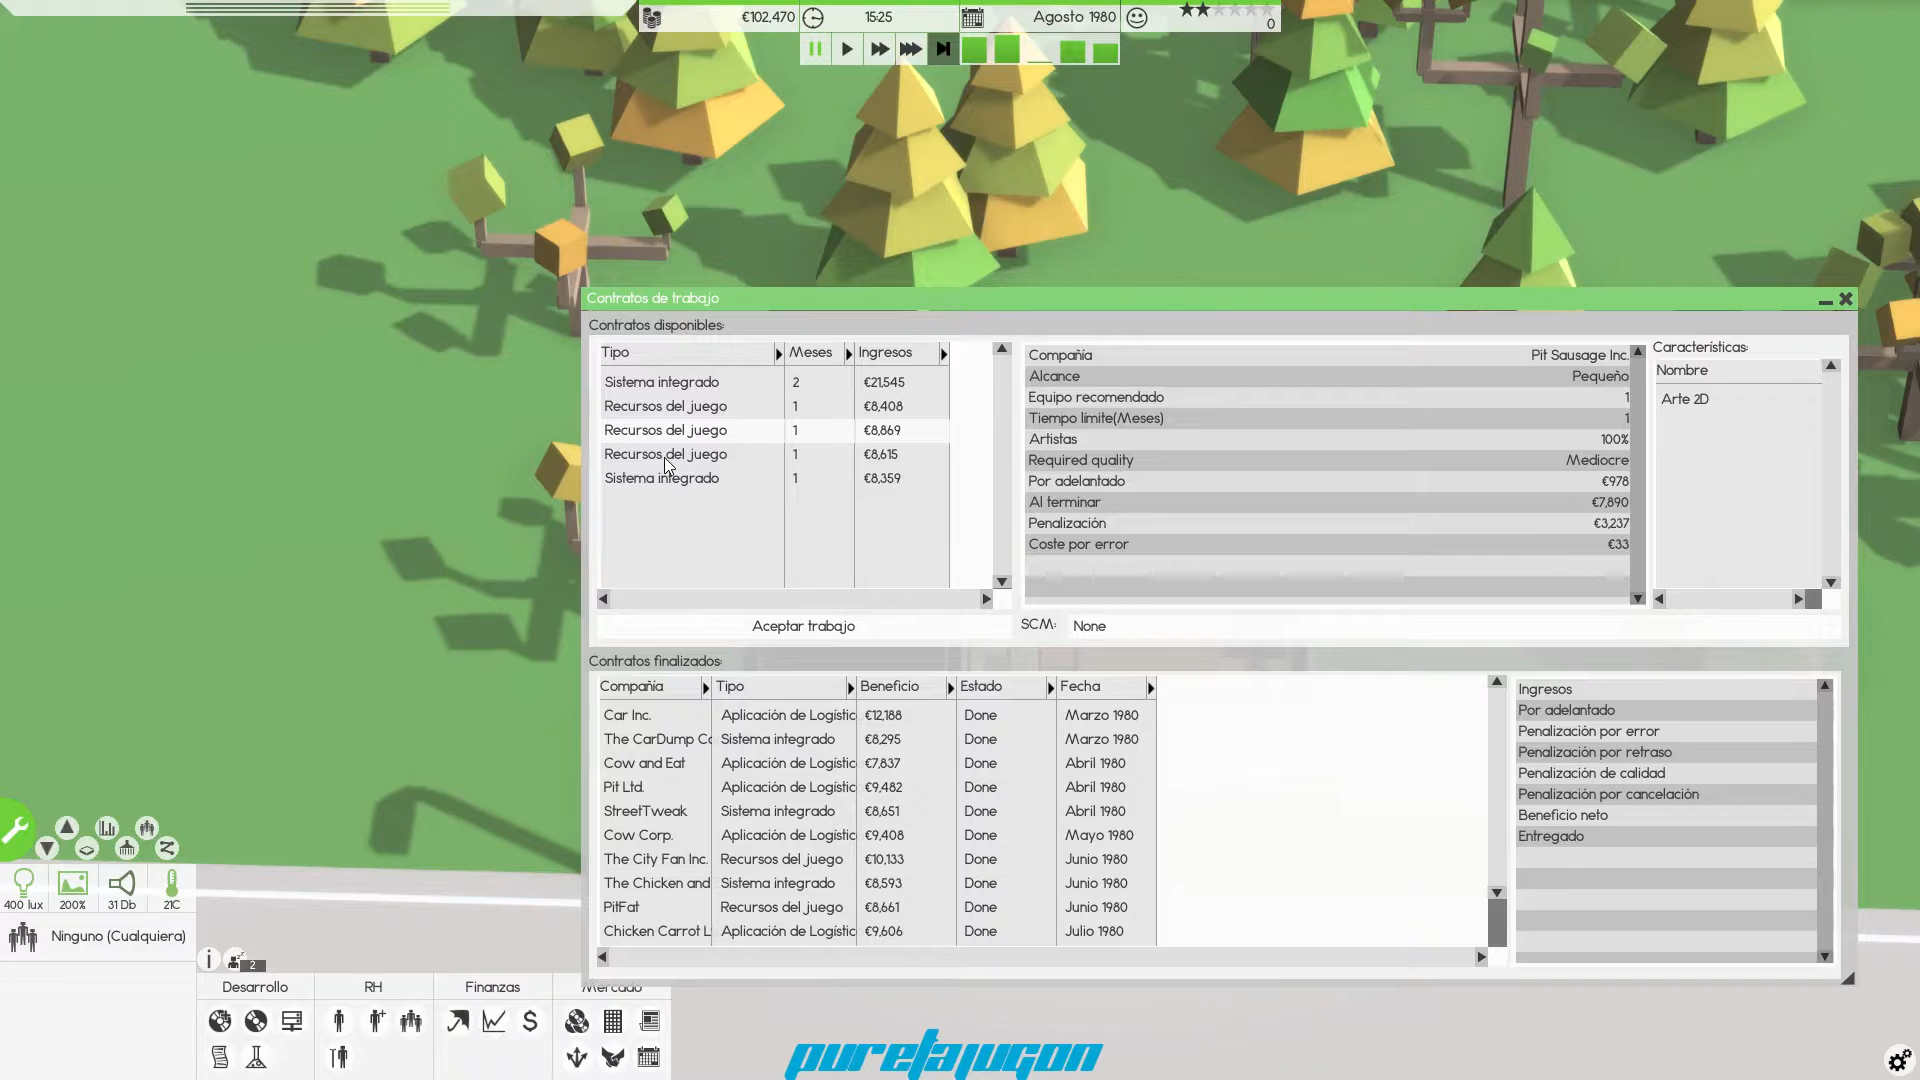 €102,470
15:25
Agosto 1980
0
Contratos de trabajo
Contratos disponibles:
Tipo Meses Ingresos
Sistema integrado 2 €21,545
Recursos del juego 1 €8,408
Recursos del juego 1 €8,869
Recursos del juego 1 €8,615
Sistema integrado 1 €8,359
Aceptar trabajo
Compañía Pit Sausage Inc.
Alcance Pequeño
Equipo recomendado 1
Tiempo límite(Meses) 1
Artistas 100%
Required quality Mediocre
Por adelantado €978
Al terminar €7,890
Penalización €3,237
Coste por error €33
Características:
Nombre
Arte 2D
SCM: None
Contratos finalizados:
Compañía Tipo Beneficio Estado Fecha
Car Inc. Aplicación de Logístic €12,188 Done Marzo 1980
The CarDump Co Sistema integrado €8,295 Done Marzo 1980
Cow and Eat Aplicación de Logístic €7,837 Done Abril 1980
Pit Ltd. Aplicación de Logístic €9,482 Done Abril 1980
StreetTweak Sistema integrado €8,651 Done Abril 1980
Cow Corp. Aplicación de Logístic €9,408 Done Mayo 1980
The City Fan Inc. Recursos del juego €10,133 Done Junio 1980
The Chicken and Sistema integrado €8,593 Done Junio 1980
PitFat Recursos del juego €8,661 Done Junio 1980
Chicken Carrot L Aplicación de Logístic €9,606 Done Julio 1980
Ingresos
Por adelantado
Penalización por error
Penalización por retraso
Penalización de calidad
Penalización por cancelación
Beneficio neto
Entregado
400 lux 200% 31 Db 21C
Ninguno (Cualquiera)
2
Desarrollo RH Finanzas Mercado
puretajugon